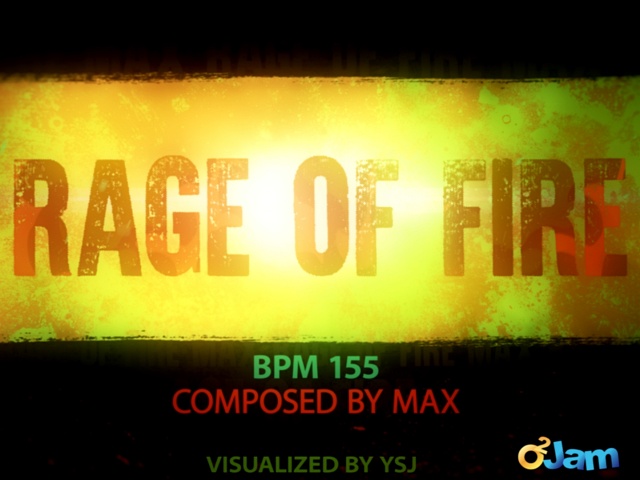 RAGE OF FIRE
BPM 155
COMPOSED BY MAX
VISUALIZED BY YSJ
O2Jam